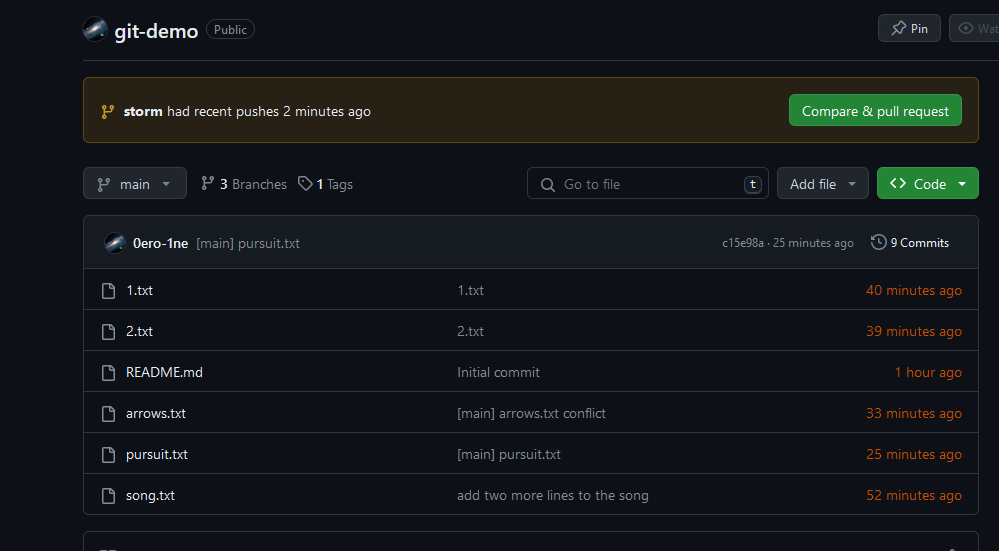 git-demo Public Pin Wat
storm had recent pushes 2 minutes ago Compare & pull request
main 3 Branches 1 Tags Go to file t Add file Code
0ero-1ne [main] pursuit.txt c15e98a · 25 minutes ago 9 Commits
1.txt 1.txt 40 minutes ago
2.txt 2.txt 39 minutes ago
README.md Initial commit 1 hour ago
arrows.txt [main] arrows.txt conflict 33 minutes ago
pursuit.txt [main] pursuit.txt 25 minutes ago
song.txt add two more lines to the song 52 minutes ago